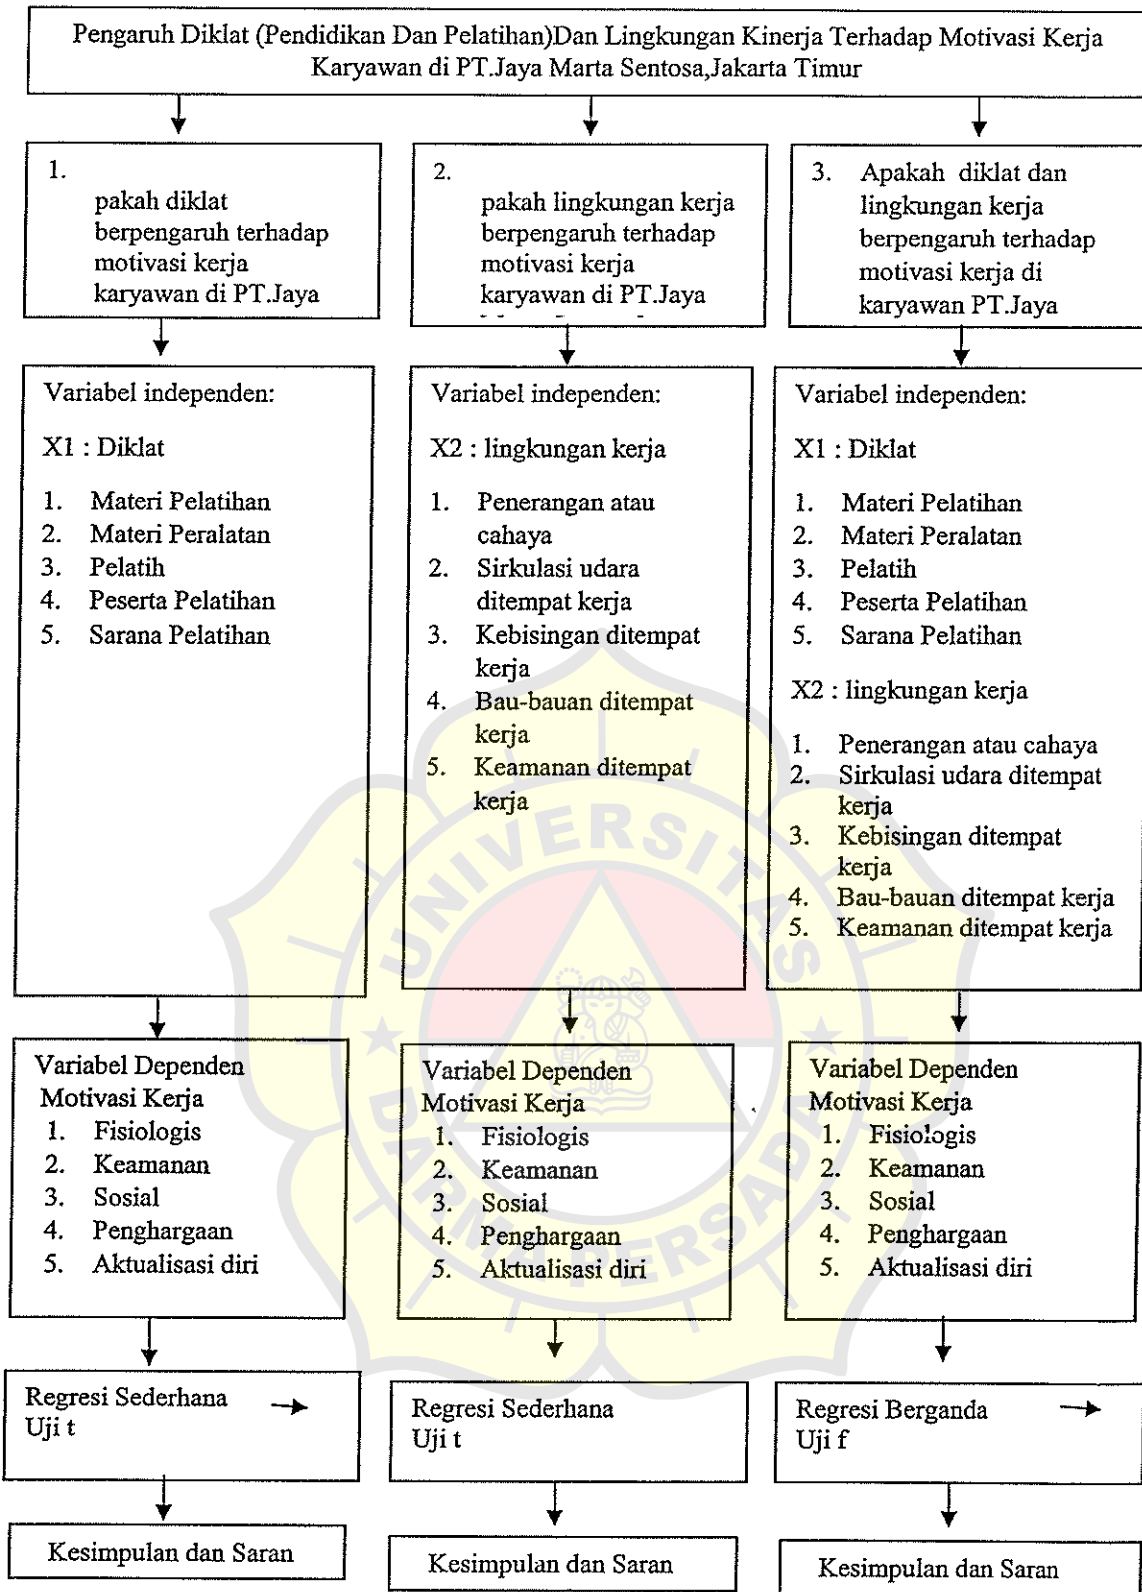 Pengaruh Diklat (Pendidikan Dan Pelatihan)Dan Lingkungan Kinerja Terhadap Motivasi Kerja
Karyawan di PT.Jaya Marta Sentosa,Jakarta Timur
1.
pakah diklat
berpengaruh terhadap
motivasi kerja
karyawan di PT.Jaya
2.
pakah lingkungan kerja
berpengaruh terhadap
motivasi kerja
karyawan di PT.Jaya
3. Apakah diklat dan
lingkungan kerja
berpengaruh terhadap
motivasi kerja di
karyawan PT.Jaya
Variabel independen:
X1 : Diklat
1. Materi Pelatihan
2. Materi Peralatan
3. Pelatih
4. Peserta Pelatihan
5. Sarana Pelatihan
Variabel independen:
X2 : lingkungan kerja
1. Penerangan atau
cahaya
2. Sirkulasi udara
ditempat kerja
3. Kebisingan ditempat
kerja
4. Bau-bauan ditempat
kerja
5. Keamanan ditempat
kerja
Variabel independen:
X1 : Diklat
1. Materi Pelatihan
2. Materi Peralatan
3. Pelatih
4. Peserta Pelatihan
5. Sarana Pelatihan
X2 : lingkungan kerja
1. Penerangan atau cahaya
2. Sirkulasi udara ditempat
kerja
3. Kebisingan ditempat
kerja
4. Bau-bauan ditempat kerja
5. Keamanan ditempat kerja
Variabel Dependen
Motivasi Kerja
1. Fisiologis
2. Keamanan
3. Sosial
4. Penghargaan
5. Aktualisasi diri
Variabel Dependen
Motivasi Kerja
1. Fisiologis
2. Keamanan
3. Sosial
4. Penghargaan
5. Aktualisasi diri
Variabel Dependen
Motivasi Kerja
1. Fisiologis
2. Keamanan
3. Sosial
4. Penghargaan
5. Aktualisasi diri
Regresi Sederhana →
Uji t
Regresi Sederhana
Uji t
Regresi Berganda →
Uji f
Kesimpulan dan Saran
Kesimpulan dan Saran
Kesimpulan dan Saran
UNIVERSITAS
DARMA PERSADA